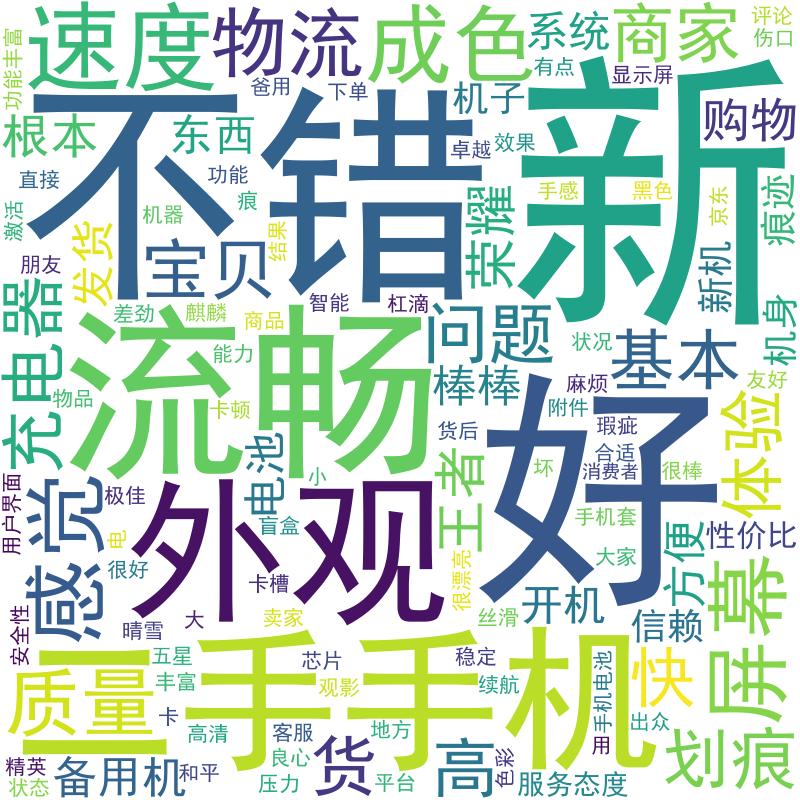 功能丰富
速度
物流
成色
系统
商家
评论
伤口
爸用
下单
有点
显示屏
机子
购物
根本
东西
卓越
效果
不错
新
直接
功能
痕
手感
黑色
京东
痕迹
激活
机器
结果
荣耀
朋友
发货
宝贝
智能
杠滴
新机
差劲
麒麟
商品
问题
状况
基本
机身
充电器
流畅
能力
棒棒
麻烦
友好
物品
卡顿
附件
好
瑕疵
体验
货后
合适
电池
小
坏
消费者
很棒
用户界面
感觉
极佳
外观
盲盒
王者
手机套
性价比
电
很好
卡槽
很漂亮
大家
方便
幕
安全性
晴雪
大
卖家
丝滑
开机
信赖
质量
五星
二手手机
芯片
稳定
手机电池
快
屏
丰富
观影
续航
卡
高清
客服
地方
出众
用
划痕
精英
状态
备用机
和平
良心
压力
货
平台
高
色彩
服务态度